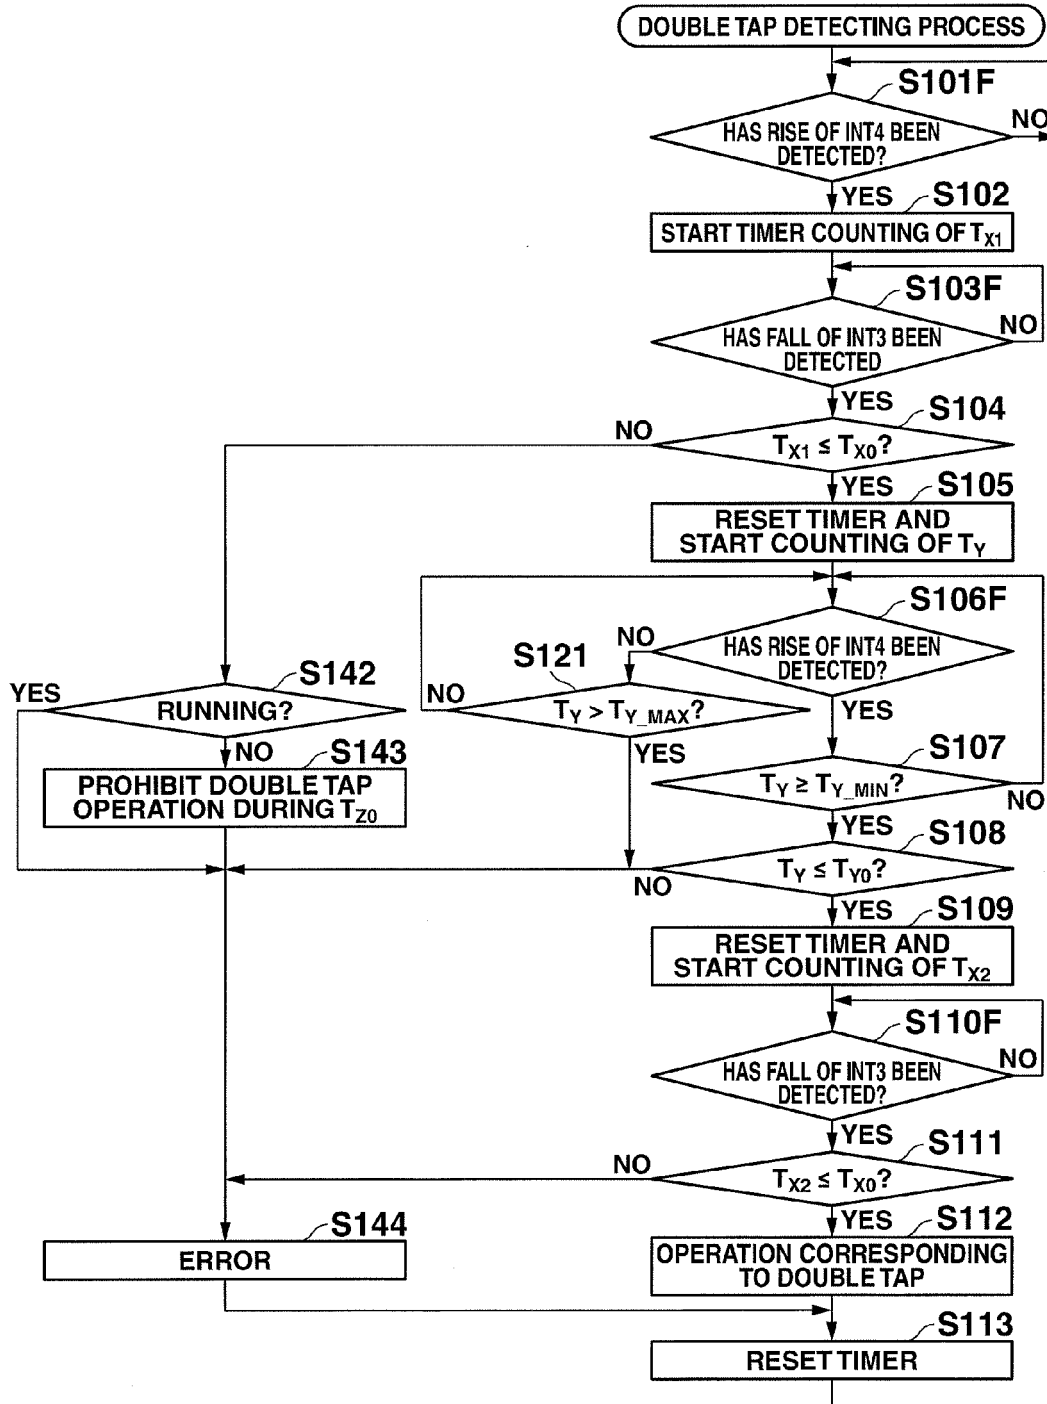 DOUBLE TAP DETECTING PROCESS
S101F
HAS RISE OF INT4 BEEN
DETECTED?
NO
YES
S102
START TIMER COUNTING OF TX1
S103F
HAS FALL OF INT3 BEEN
DETECTED
NO
YES
S104
NO
TX1 ≤ TX0?
YES
S105
RESET TIMER AND
START COUNTING OF TY
S106F
HAS RISE OF INT4 BEEN
DETECTED?
NO
YES
S121
NO
TY > TY_MAX?
YES
S142
YES
RUNNING?
NO
S143
PROHIBIT DOUBLE TAP
OPERATION DURING TZ0
S107
TY ≥ TY_MIN?
NO
YES
S108
TY ≤ TY0?
NO
YES
S109
RESET TIMER AND
START COUNTING OF TX2
S110F
HAS FALL OF INT3 BEEN
DETECTED?
NO
YES
S111
NO
TX2 ≤ TX0?
YES
S112
OPERATION CORRESPONDING
TO DOUBLE TAP
S144
ERROR
S113
RESET TIMER